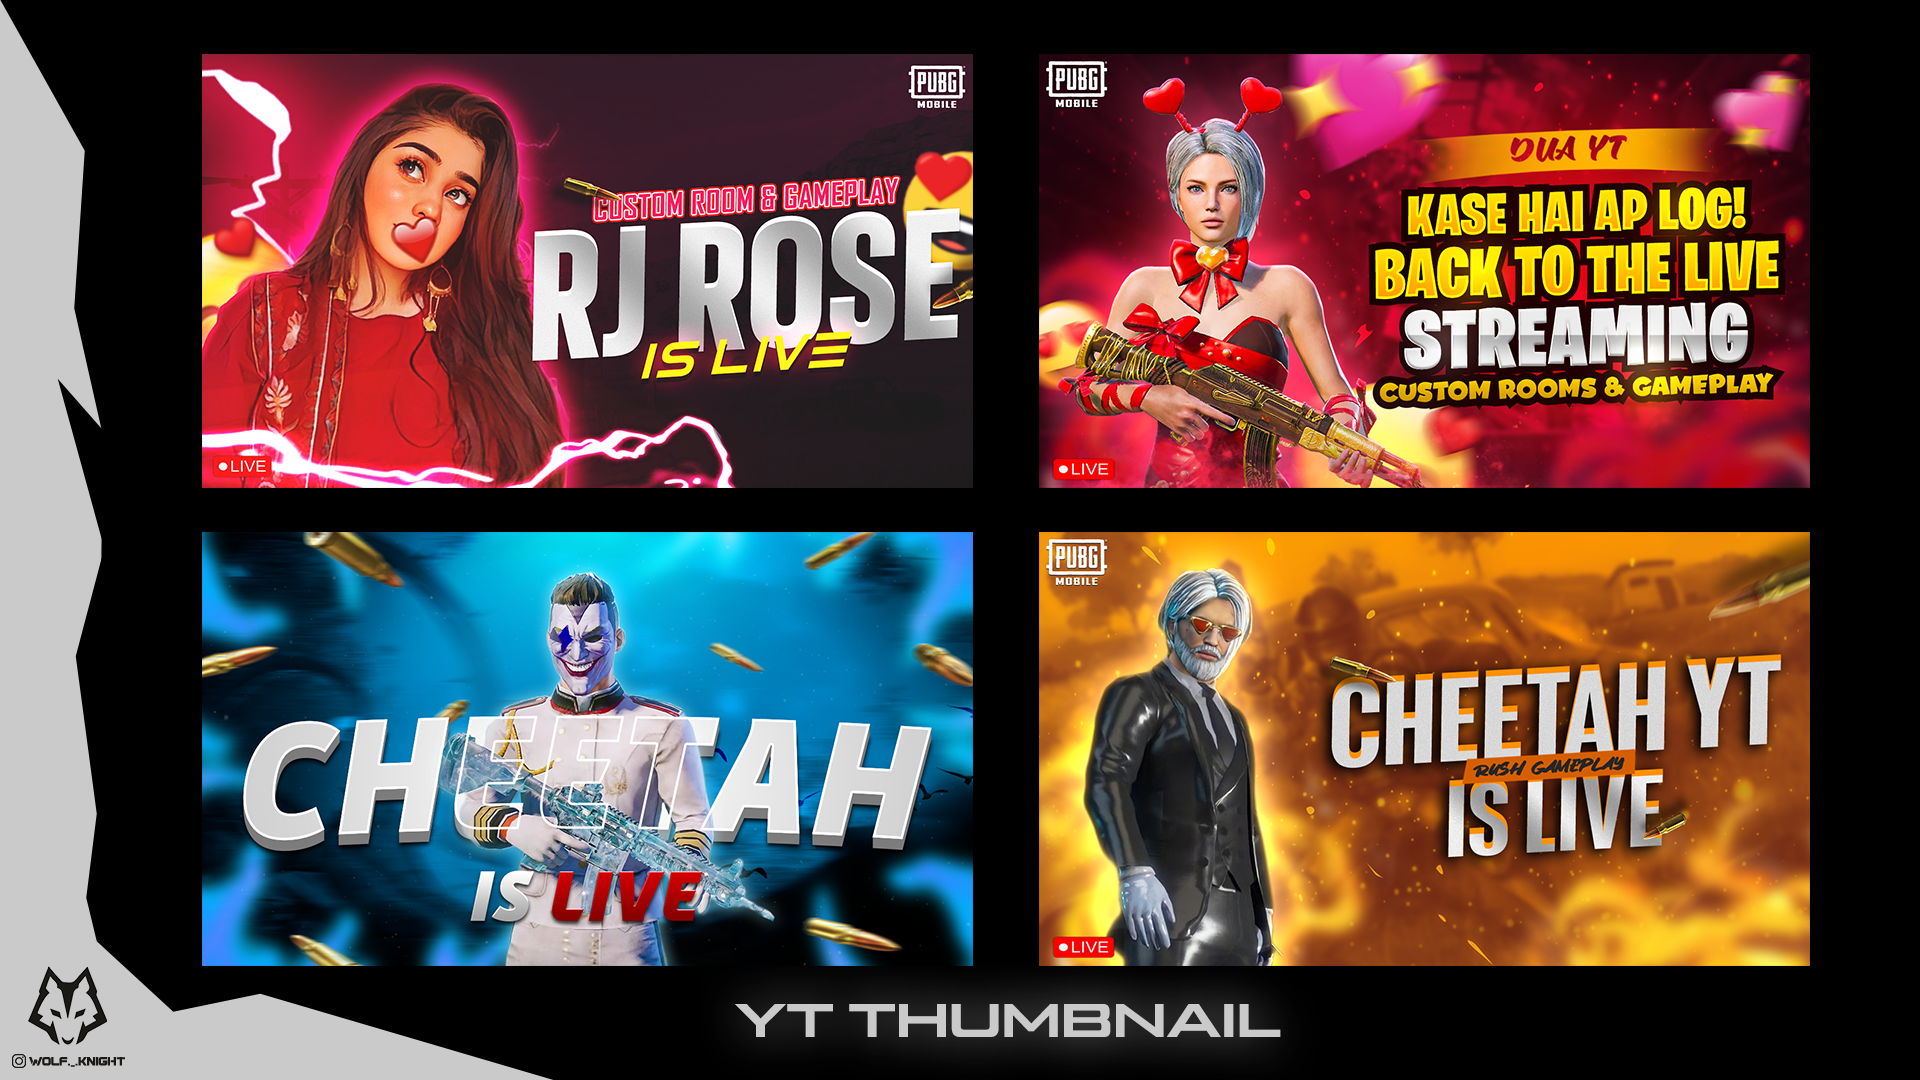 PUBG
MOBILE
CUSTOM ROOM & GAMEPLAY
RJ ROSE
IS LIVE
LIVE
PUBG
MOBILE
DUA YT
KASE HAI AP LOG!
BACK TO THE LIVE
STREAMING
CUSTOM ROOMS & GAMEPLAY
LIVE
CHEETAH
IS LIVE
PUBG
MOBILE
CHEETAH YT
RUSH GAMEPLAY
IS LIVE
LIVE
YT THUMBNAIL
WOLF._.KNIGHT